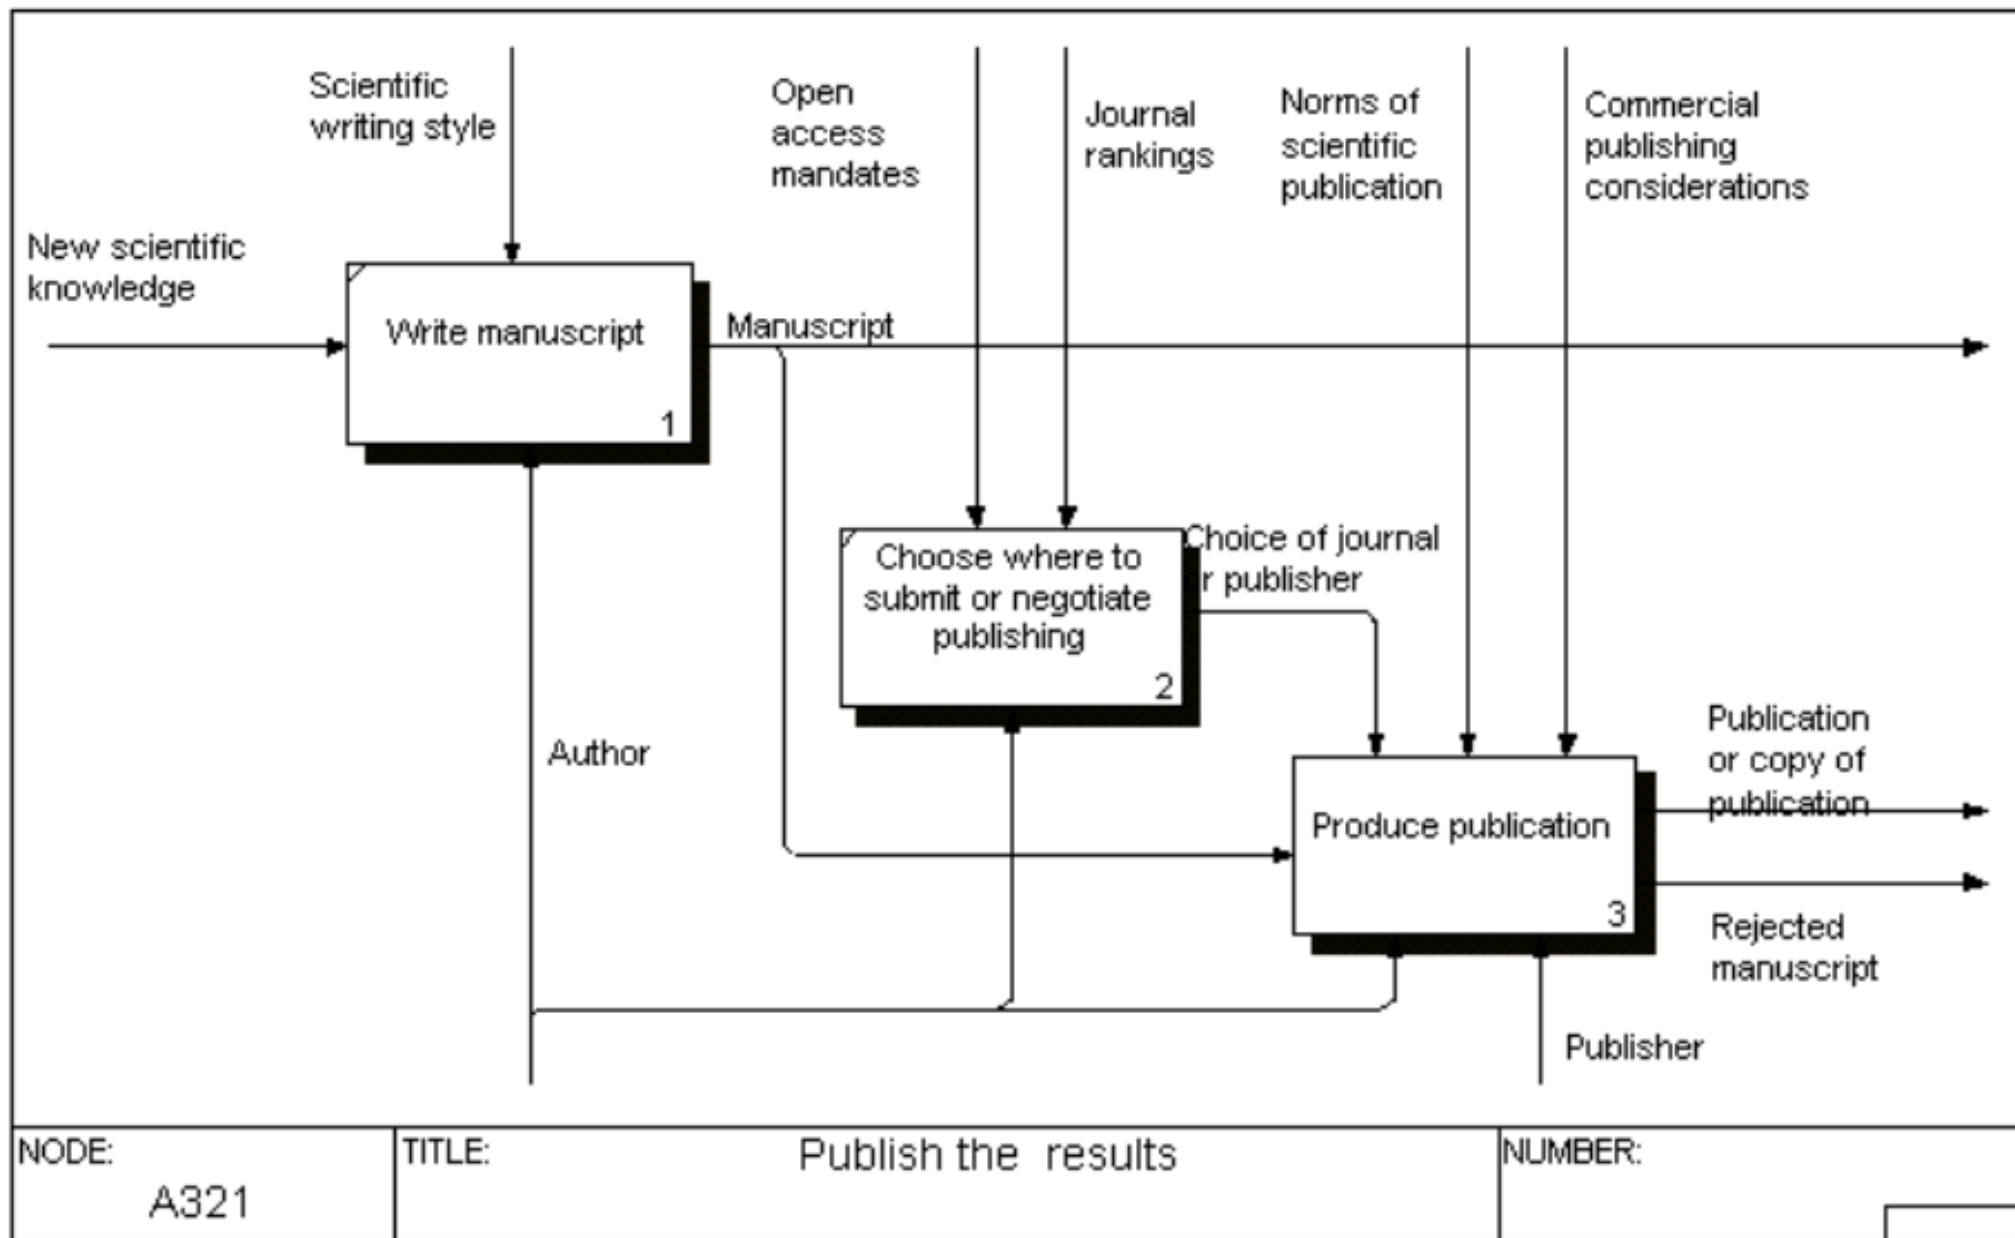 Scientific
writing style
Open
access
mandates
Journal
rankings
Norms of
scientific
publication
Commercial
publishing
considerations
New scientific
knowledge
Write manuscript
1
Manuscript
Choose where to
submit or negotiate
publishing
2
Choice of journal
or publisher
Author
Produce publication
3
Publication
or copy of
publication
Rejected
manuscript
Publisher
NODE:
A321
TITLE:
Publish the results
NUMBER: